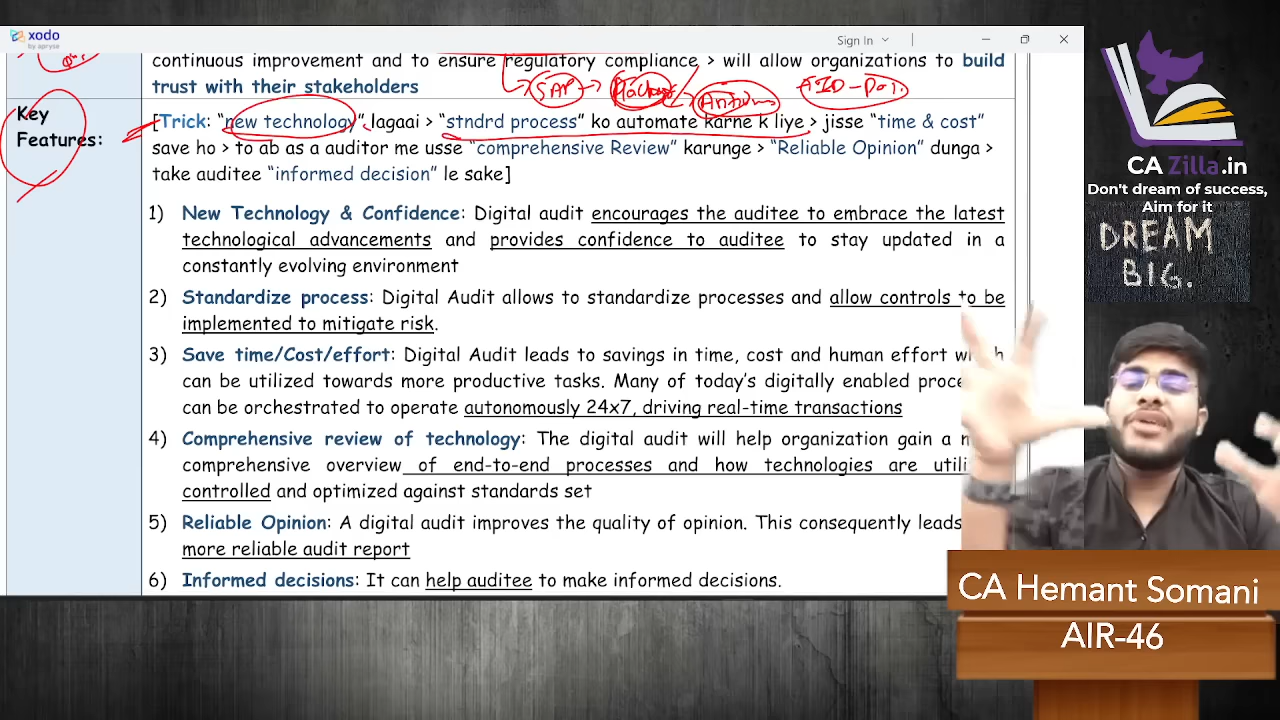 xodo
by apryse
Sign In
continuous improvement and to ensure regulatory compliance > will allow organizations to build
trust with their stakeholders
SAP
Key
Features:
[Trick: “new technology” lagaai > “stndrd process” ko automate karne k liye > jisse “time & cost”
save ho > to ab as a auditor me usse “comprehensive Review” karunge > “Reliable Opinion” dunga >
take auditee “informed decision” le sake]
1) New Technology & Confidence: Digital audit encourages the auditee to embrace the latest
technological advancements and provides confidence to auditee to stay updated in a
constantly evolving environment
2) Standardize process: Digital Audit allows to standardize processes and allow controls to be
implemented to mitigate risk.
3) Save time/Cost/effort: Digital Audit leads to savings in time, cost and human effort
can be utilized towards more productive tasks. Many of today’s digitally enabled
can be orchestrated to operate autonomously 24x7, driving real-time transactions
4) Comprehensive review of technology: The digital audit will help organization gain a
comprehensive overview of end-to-end processes and how technologies are
controlled and optimized against standards set
5) Reliable Opinion: A digital audit improves the quality of opinion. This consequently leads
more reliable audit report
6) Informed decisions: It can help auditee to make informed decisions.
CA Zilla.in
Don't dream of success,
Aim for it
DREAM
BIG.
CA Hemant Somani
AIR-46